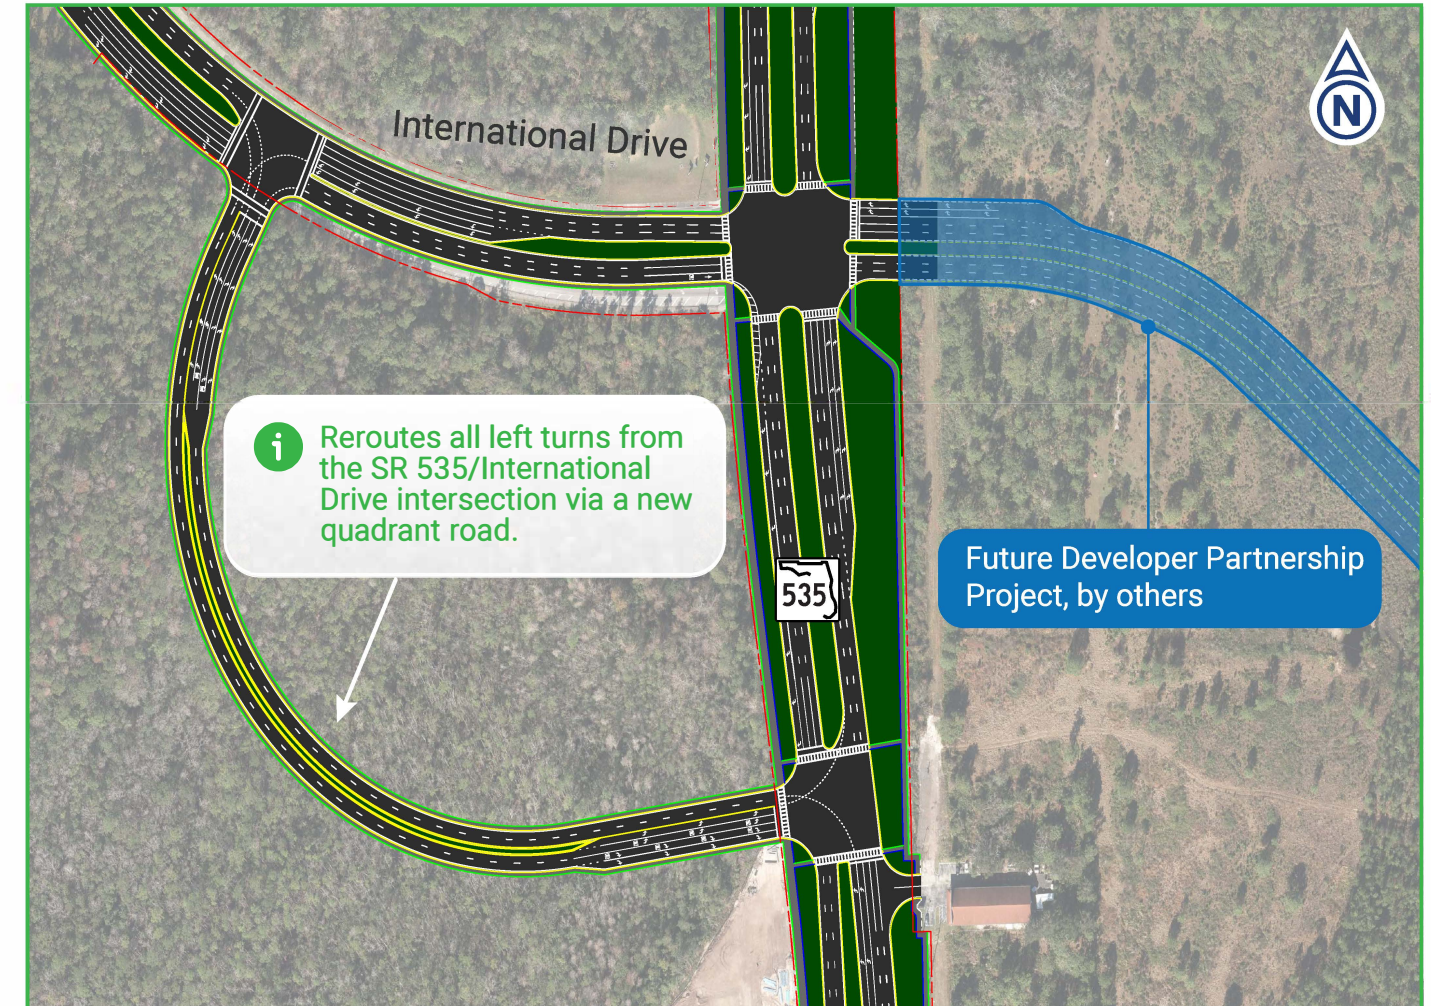 N
International Drive
i
Reroutes all left turns from
the SR 535/International
Drive intersection via a new
quadrant road.
535
Future Developer Partnership
Project, by others